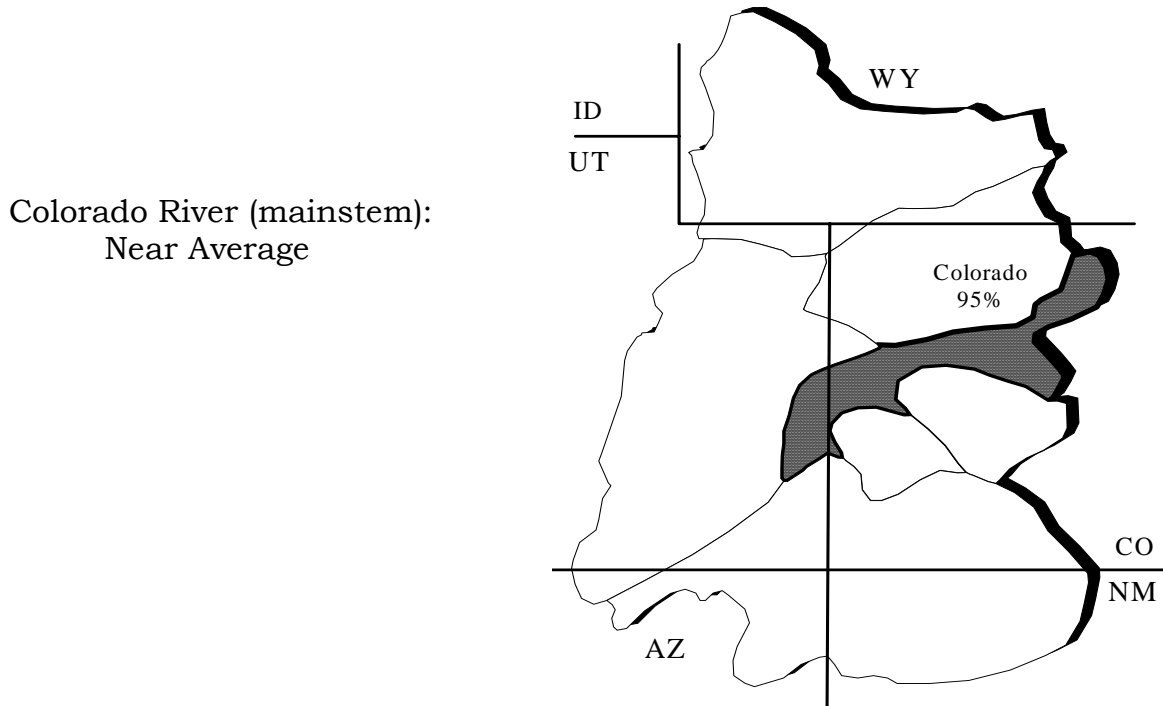 WY
ID
UT
Colorado River (mainstem):
Near Average
Colorado
95%
CO
NM
AZ